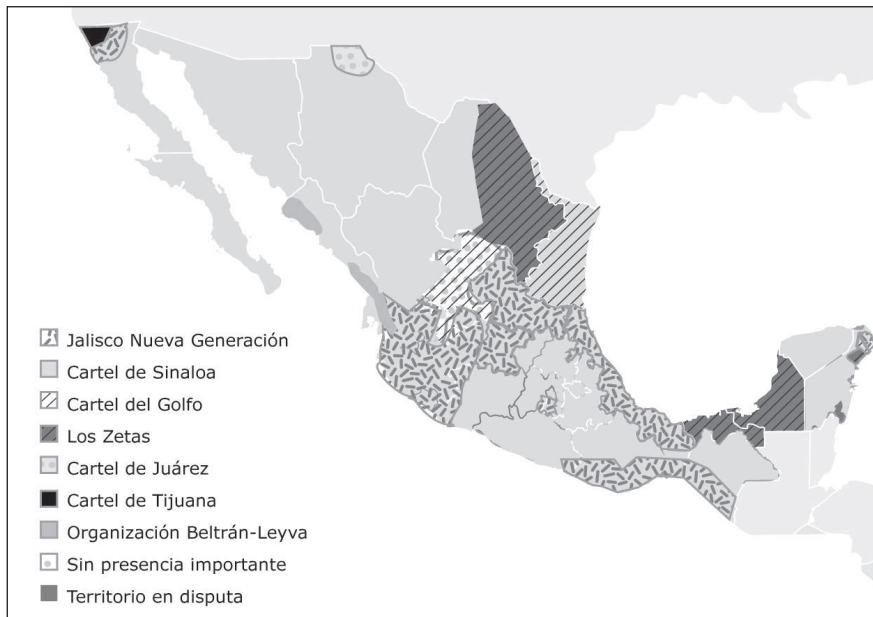 Jalisco Nueva Generación
Cartel de Sinaloa
Cartel del Golfo
Los Zetas
Cartel de Juárez
Cartel de Tijuana
Organización Beltrán-Leyva
Sin presencia importante
Territorio en disputa